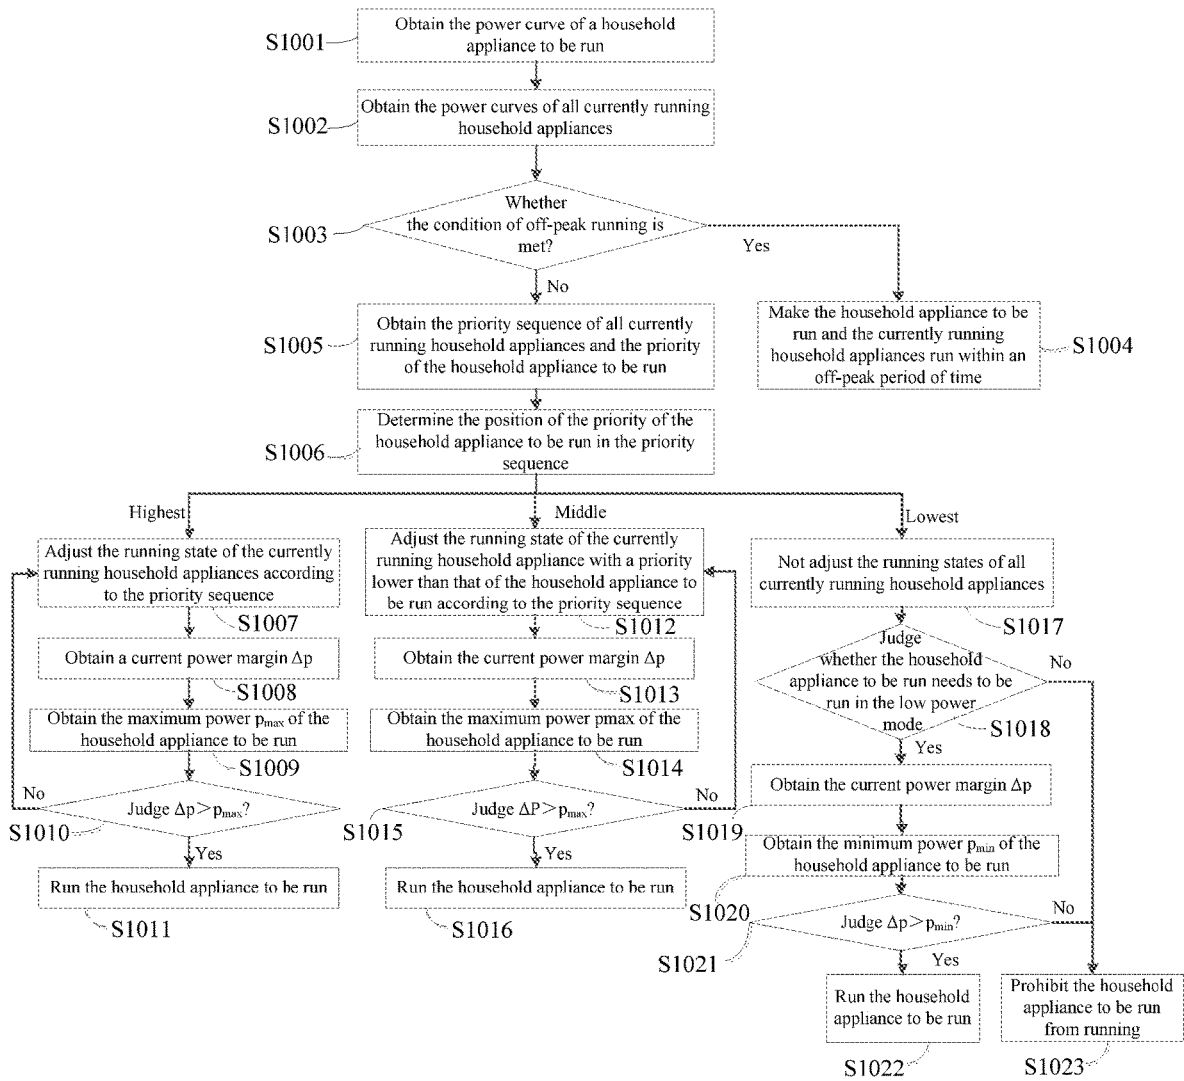 Obtain the power curve of a household
appliance to be run
S1001
Obtain the power curves of all currently running
household appliances
S1002
Whether
the condition of off-peak running is
met?
S1003
Yes
No
Make the household appliance to be
run and the currently running
household appliances run within an
off-peak period of time
S1004
Obtain the priority sequence of all currently
running household appliances and the priority
of the household appliance to be run
S1005
Determine the position of the priority of the
household appliance to be run in the priority
sequence
S1006
Highest
Middle
Lowest
Adjust the running state of the currently
running household appliances according
to the priority sequence
S1007
Obtain a current power margin Δp
S1008
Obtain the maximum power pmax of the
household appliance to be run
S1009
No
Judge Δp>pmax?
S1010
Yes
Run the household appliance to be run
S1011
Adjust the running state of the currently
running household appliance with a priority
lower than that of the household appliance to
be run according to the priority sequence
S1012
Obtain the current power margin Δp
S1013
Obtain the maximum power pmax of the
household appliance to be run
S1014
Judge ΔP>pmax?
No
S1015
Yes
Run the household appliance to be run
S1016
Not adjust the running states of all
currently running household appliances
S1017
Judge
whether the household
appliance to be run needs to be
run in the low power
mode
No
S1018
Yes
Obtain the current power margin Δp
S1019
Obtain the minimum power pmin of the
household appliance to be run
S1020
Judge Δp>pmin?
No
S1021
Yes
Run the household
appliance to be run
S1022
Prohibit the household
appliance to be run
from running
S1023